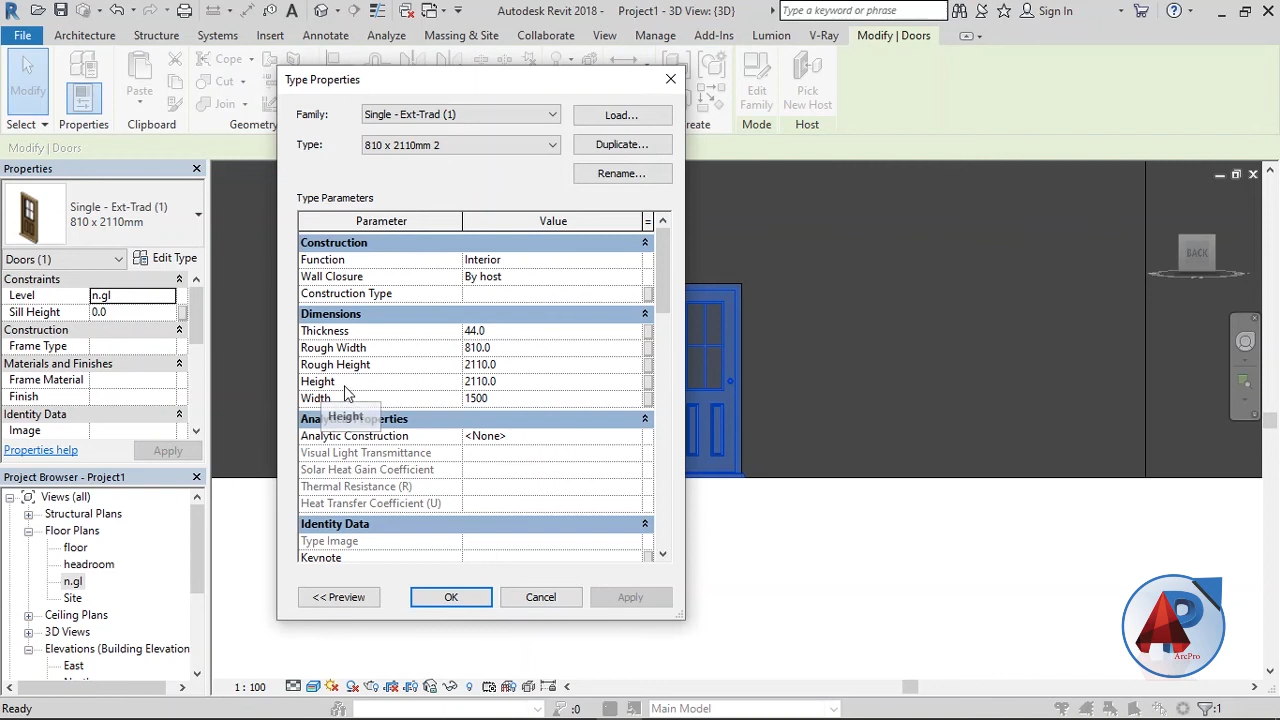 Autodesk Revit 2018 - Project1 - 3D View: {3D}
Type a keyword or phrase
Sign In
File Architecture Structure Systems Insert Annotate Analyze Massing & Site Collaborate View Manage Add-Ins Lumion V-Ray Modify | Doors
Modify
Paste
Cope
Cut
Join
Edit Family
Pick New Host
Select Properties Clipboard Geometry Mode Host
Modify | Doors
Properties
Single - Ext-Trad (1)
810 x 2110mm
Doors (1) Edit Type
Constraints
Level n.gl
Sill Height 0.0
Construction
Frame Type
Materials and Finishes
Frame Material
Finish
Identity Data
Image
Properties help Apply
Project Browser - Project1
Views (all)
Structural Plans
Floor Plans
floor
headroom
n.gl
Site
Ceiling Plans
3D Views
Elevations (Building Elevation
East
Type Properties
Family: Single - Ext-Trad (1) Load...
Type: 810 x 2110mm 2 Duplicate...
Rename...
Type Parameters
Parameter Value =
Construction
Function Interior
Wall Closure By host
Construction Type
Dimensions
Thickness 44.0
Rough Width 810.0
Rough Height 2110.0
Height 2110.0
Width 1500
Height
Analytic Construction <None>
Visual Light Transmittance
Solar Heat Gain Coefficient
Thermal Resistance (R)
Heat Transfer Coefficient (U)
Identity Data
Type Image
Keynote
<< Preview OK Cancel Apply
BACK
ArcPro
1 : 100
Ready :0 Main Model :1